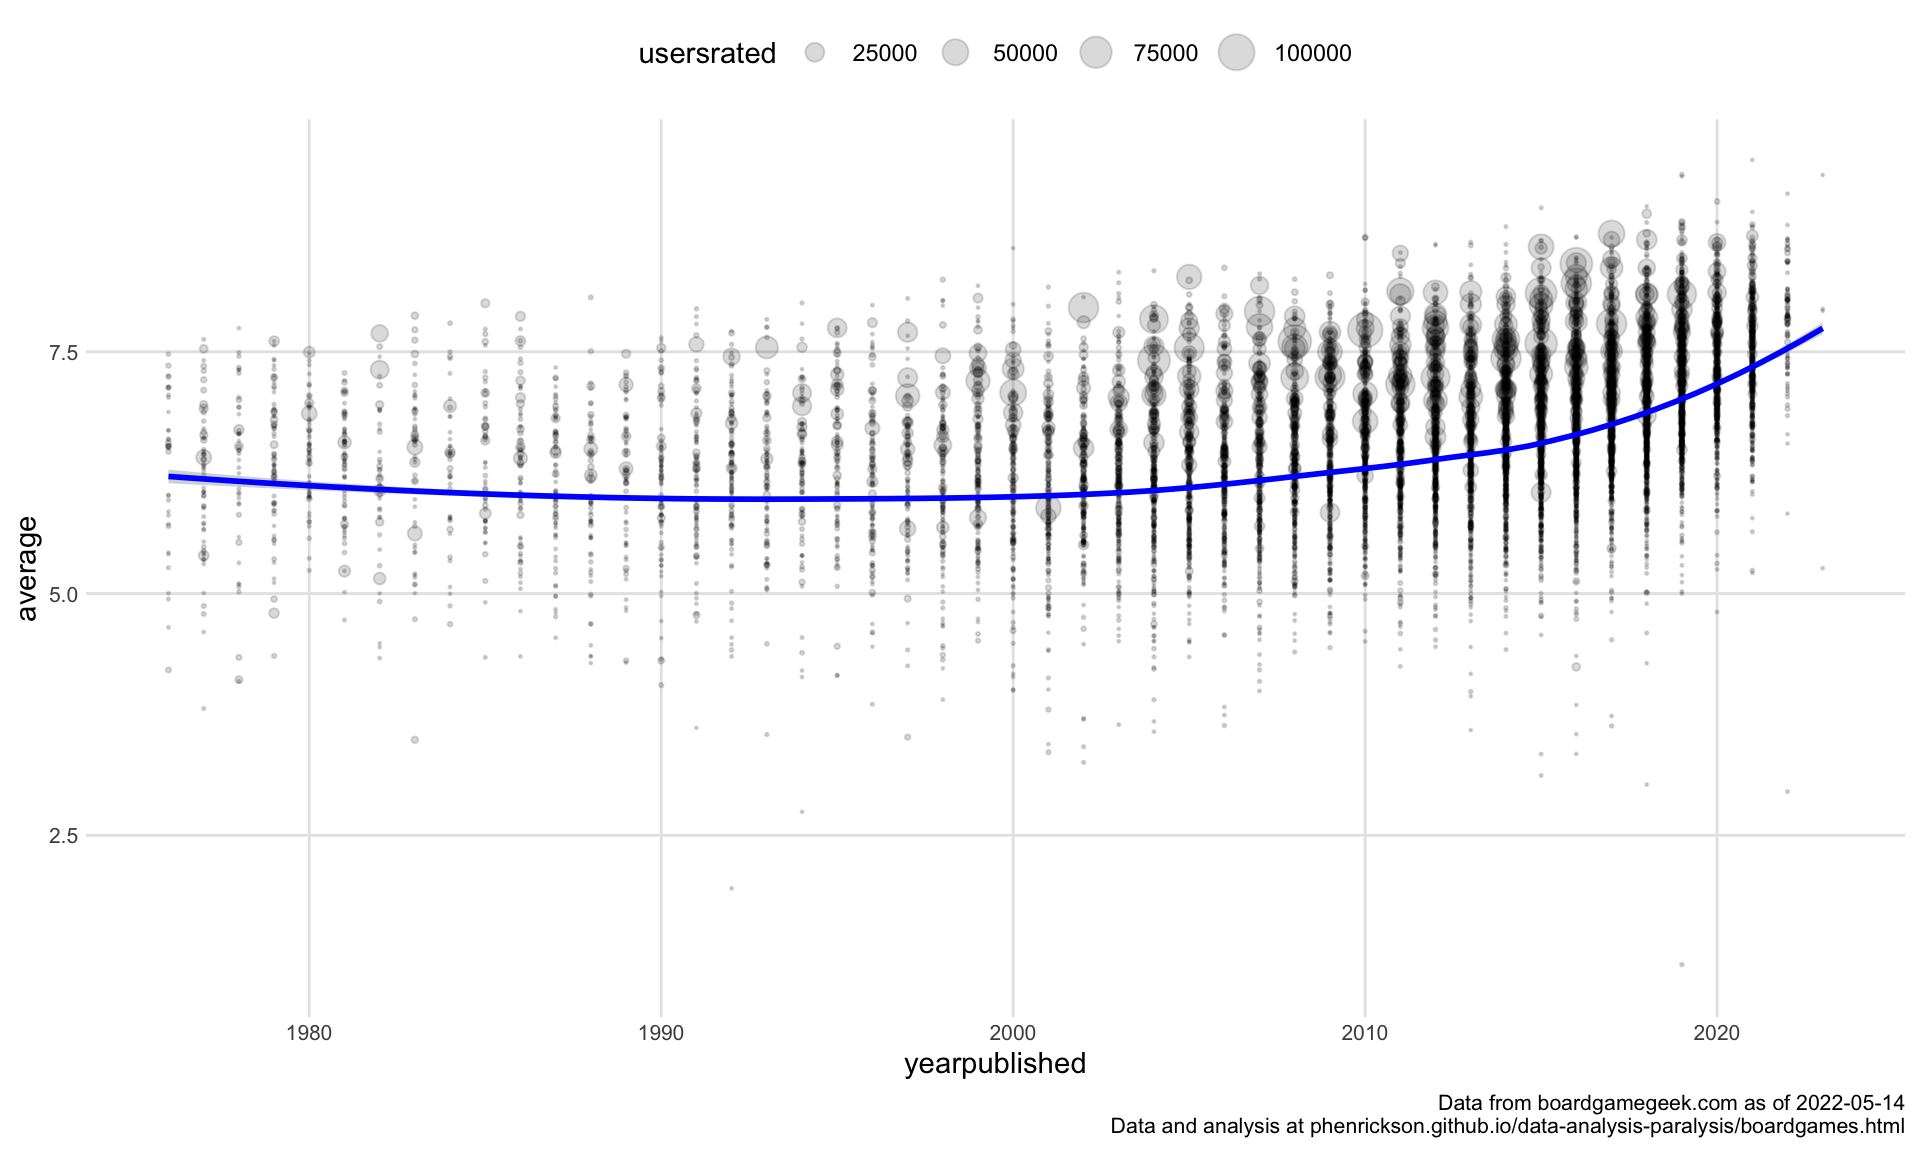 usersrated 25000 50000 75000 100000
average
7.5
5.0
2.5
1980 1990 2000 2010 2020
yearpublished
Data from boardgamegeek.com as of 2022-05-14
Data and analysis at phenrickson.github.io/data-analysis-paralysis/boardgames.html